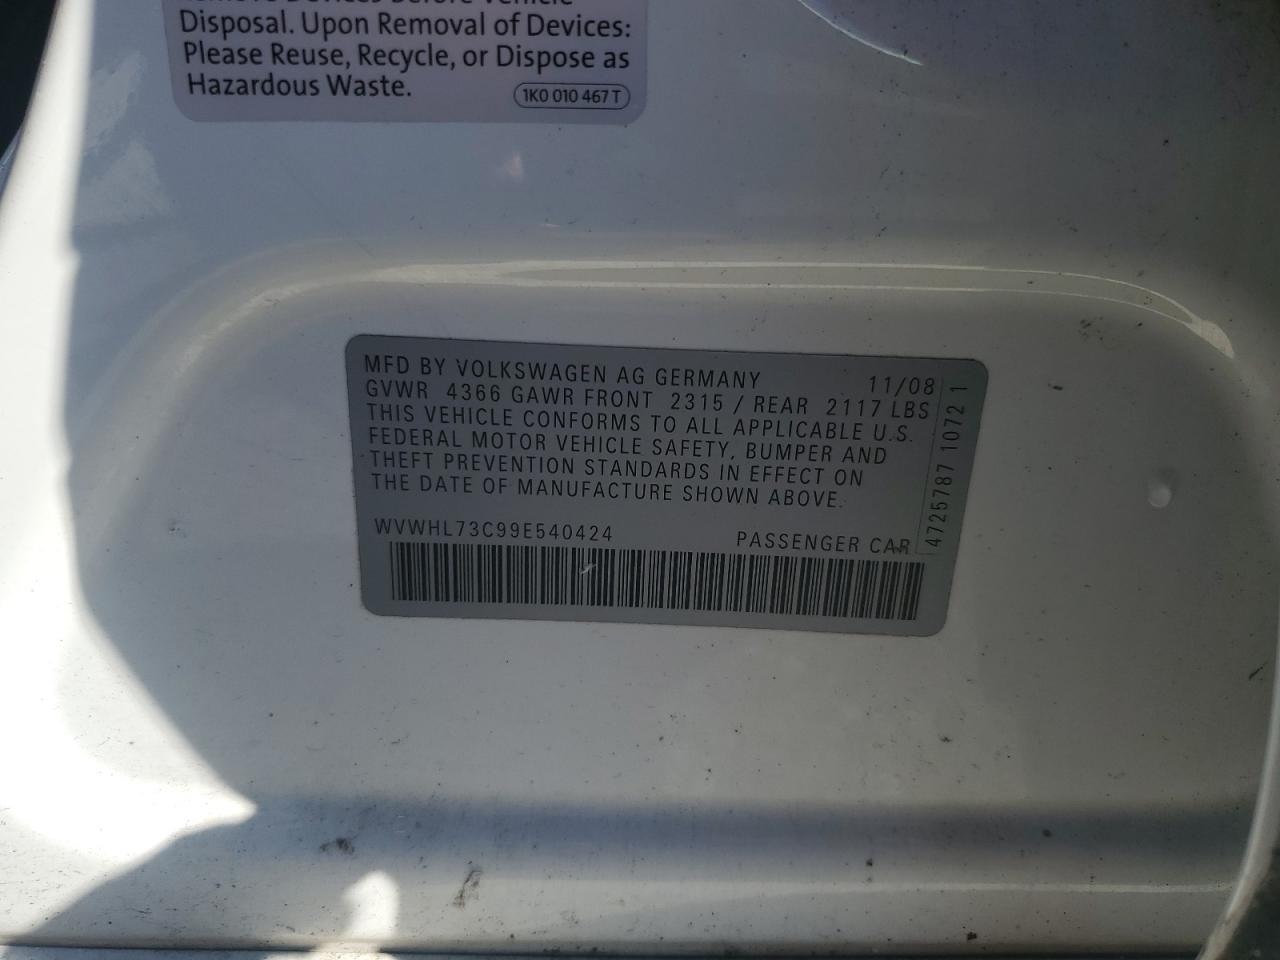 Disposal. Upon Removal of Devices:
Please Reuse, Recycle, or Dispose as
Hazardous Waste.
1K0 010 467 T
MFD BY VOLKSWAGEN AG GERMANY 11/08
GVWR 4366 GAWR FRONT 2315 / REAR 2117 LBS
THIS VEHICLE CONFORMS TO ALL APPLICABLE U.S.
FEDERAL MOTOR VEHICLE SAFETY, BUMPER AND
THEFT PREVENTION STANDARDS IN EFFECT ON
THE DATE OF MANUFACTURE SHOWN ABOVE.
WVWHL73C99E540424 PASSENGER CAR
4725787 1072 1